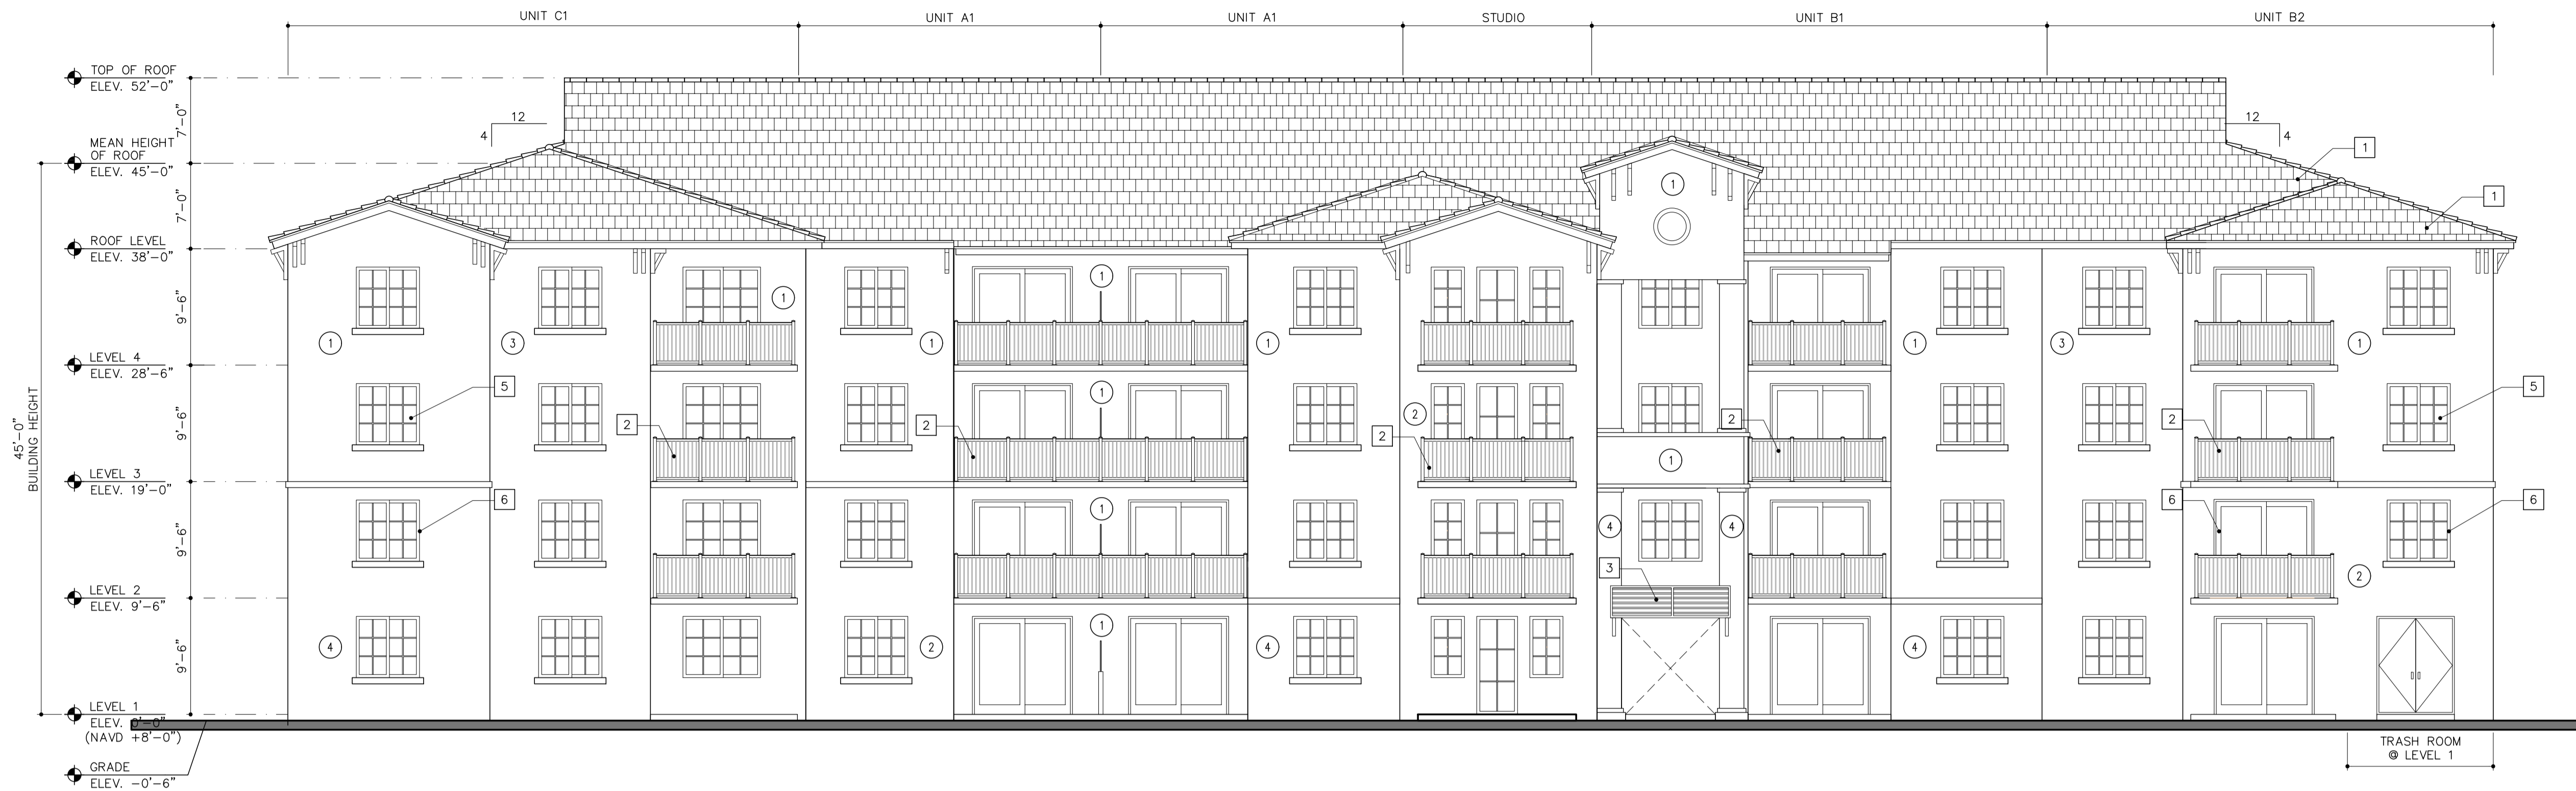 UNIT C1
UNIT A1
UNIT A1
STUDIO
UNIT B1
UNIT B2
TOP OF ROOF
ELEV. 52'-0"
7'-0"
12
4
12
4
MEAN HEIGHT
OF ROOF
ELEV. 45'-0"
1
1
1
7'-0"
ROOF LEVEL
ELEV. 38'-0"
9'-6"
1
1
1
3
1
1
1
3
1
LEVEL 4
ELEV. 28'-6"
45'-0"
BUILDING HEIGHT
9'-6"
5
1
5
2
2
2
2
2
2
1
LEVEL 3
ELEV. 19'-0"
9'-6"
6
1
6
6
4
4
3
2
LEVEL 2
ELEV. 9'-6"
9'-6"
4
2
1
4
4
LEVEL 1
ELEV. 0'-0"
(NAVD +8'-0")
GRADE
ELEV. -0'-6"
TRASH ROOM
@ LEVEL 1